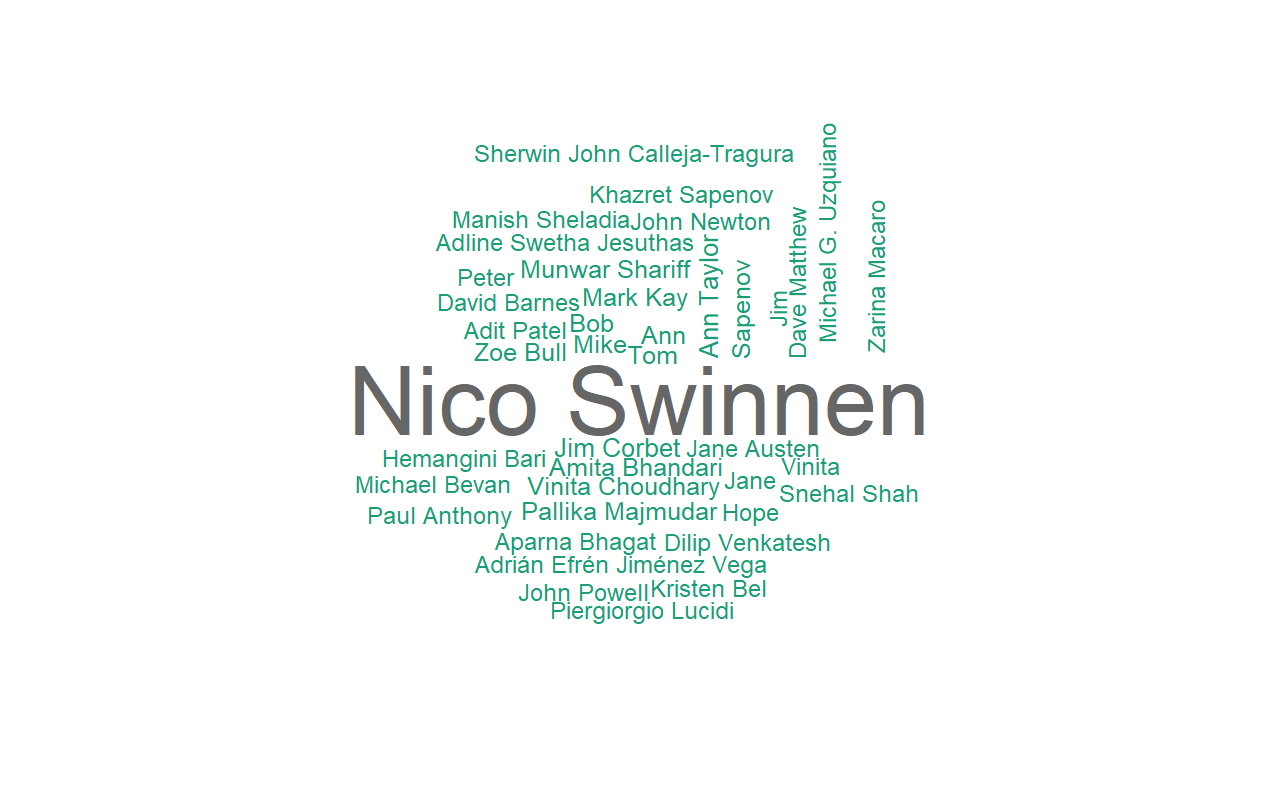 Sherwin John Calleja-Tragura
Khazret Sapenov
Manish Sheladia
John Newton
Adline Swetha Jesuthas
Munwar Shariff
Peter
David Barnes
Mark Kay
Adit Patel
Bob
Ann
Zoe Bull
Mike
Tom
Ann Taylor
Sapenov
Jim
Dave Matthew
Michael G. Uzquiano
Zarina Macaro
Nico Swinnen
Jim Corbet
Jane Austen
Hemangini Bari
Amita Bhandari
Vinita
Michael Bevan
Vinita Choudhary
Jane
Snehal Shah
Paul Anthony
Pallika Majmudar
Hope
Aparna Bhagat
Dilip Venkatesh
Adrián Efrén Jiménez Vega
John Powell
Kristen Bel
Piergiorgio Lucidi